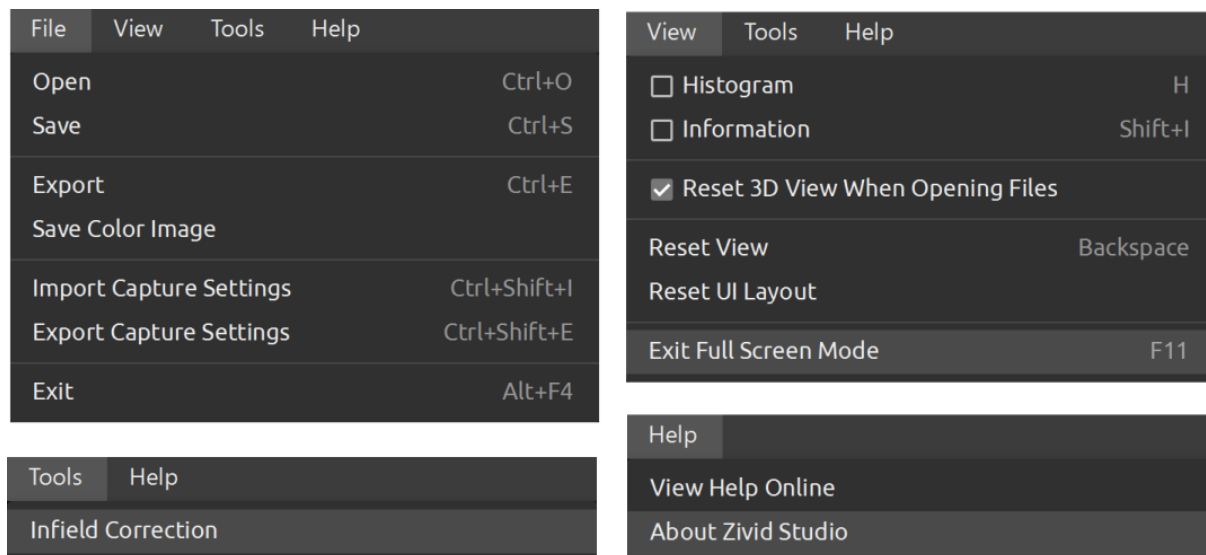 File View Tools Help
Open Ctrl+O
Save Ctrl+S
Export Ctrl+E
Save Color Image
Import Capture Settings Ctrl+Shift+I
Export Capture Settings Ctrl+Shift+E
Exit Alt+F4
View Tools Help
Histogram H
Information Shift+I
Reset 3D View When Opening Files
Reset View Backspace
Reset UI Layout
Exit Full Screen Mode F11
Tools Help
Infield Correction
Help
View Help Online
About Zivid Studio